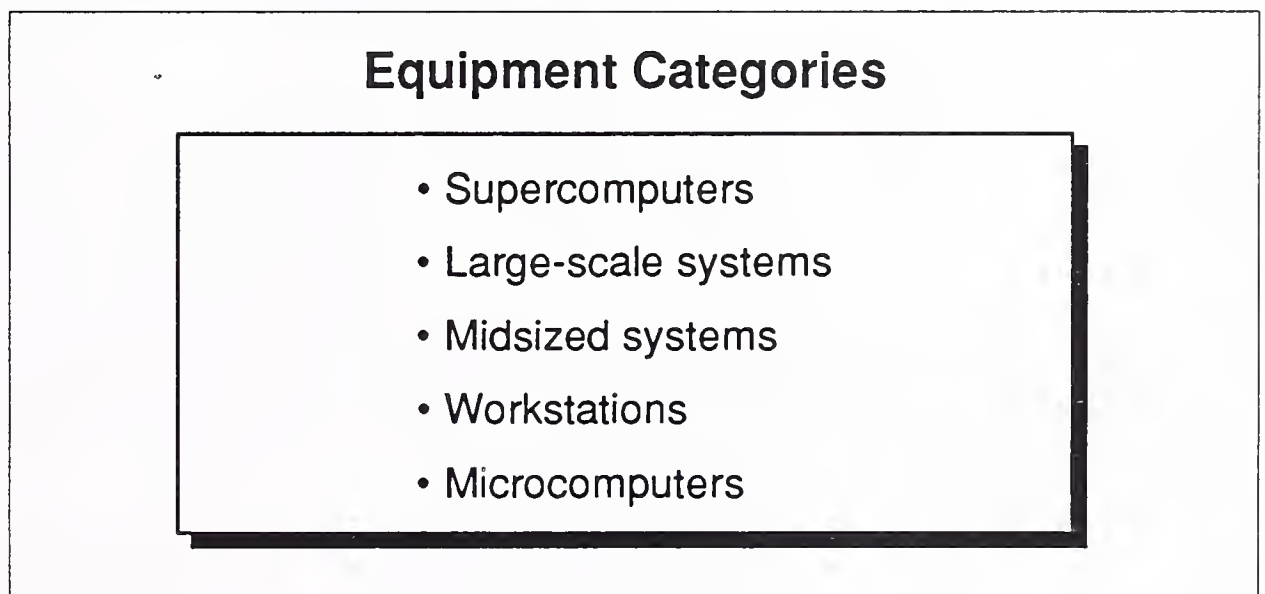 Equipment Categories
• Supercomputers
• Large-scale systems
• Midsized systems
• Workstations
• Microcomputers